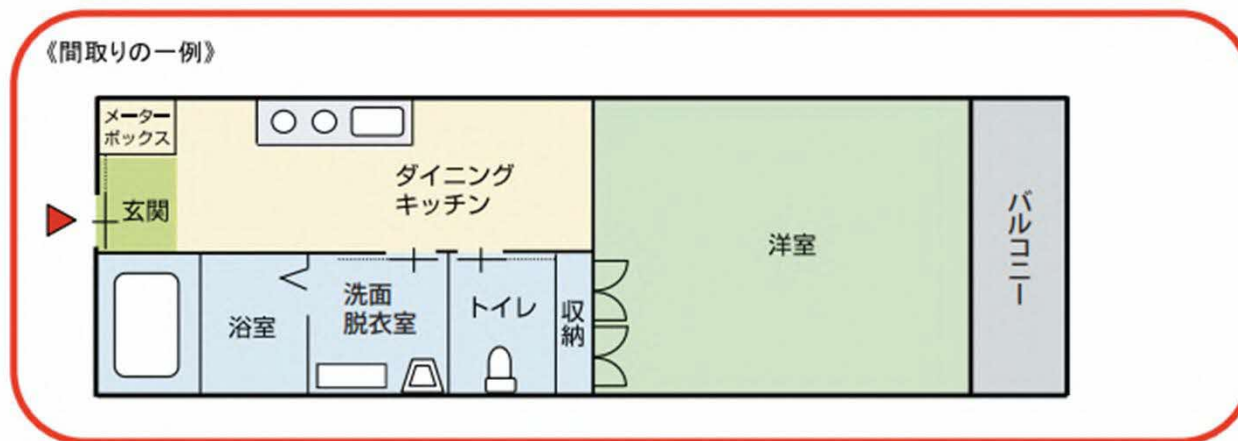 《間取りの一例》
メーター
ボックス
玄関
ダイニング
キッチン
洋室
バルコニー
浴室
洗面
脱衣室
トイレ
収納